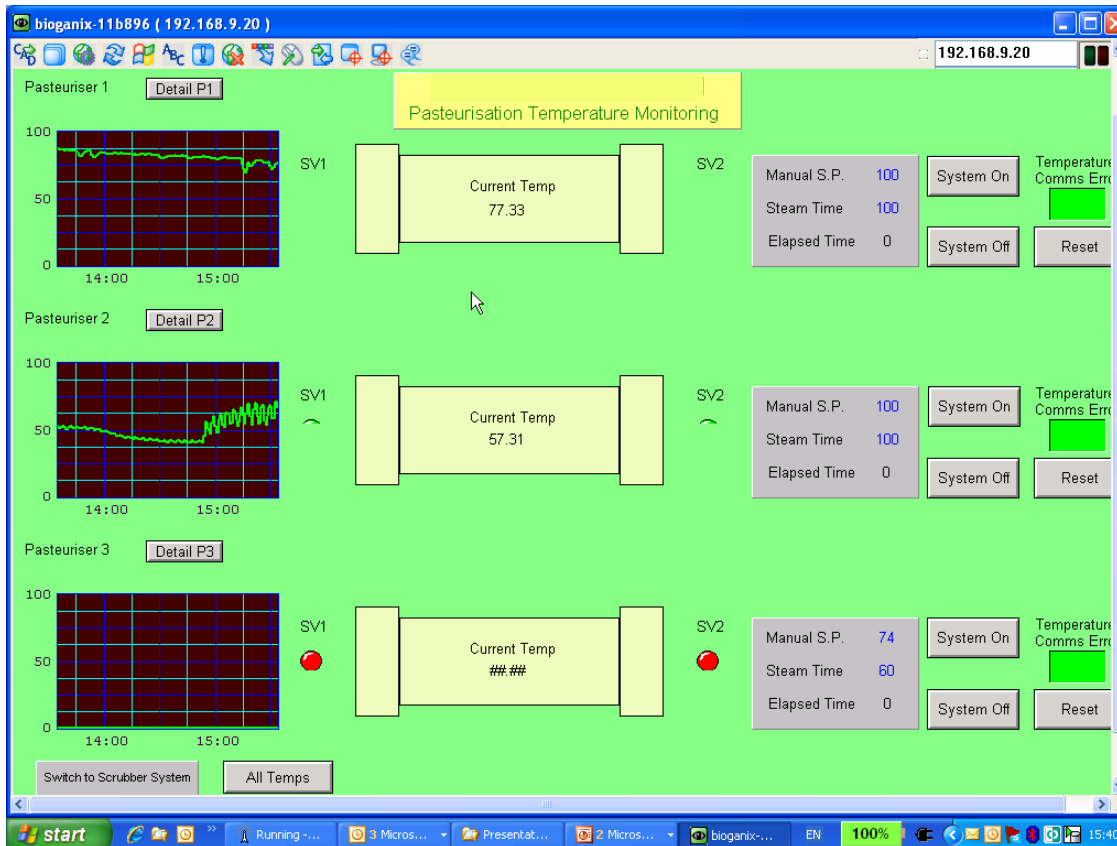 bioganix-11b896 ( 192.168.9.20 )
192.168.9.20
Pasteurisation Temperature Monitoring
Pasteuriser 1 Detail P1
100
50
0
14:00 15:00
SV1
Current Temp
77.33
SV2
Manual S.P. 100
Steam Time 100
Elapsed Time 0
System On
System Off
Temperature
Comms Erro
Reset
Pasteuriser 2 Detail P2
100
50
0
14:00 15:00
SV1
Current Temp
57.31
SV2
Manual S.P. 100
Steam Time 100
Elapsed Time 0
System On
System Off
Temperature
Comms Erro
Reset
Pasteuriser 3 Detail P3
100
50
0
14:00 15:00
SV1
Current Temp
##.##
SV2
Manual S.P. 74
Steam Time 60
Elapsed Time 0
System On
System Off
Temperature
Comms Erro
Reset
Switch to Scrubber System All Temps
start Running -... 3 Micros... Presentat... 2 Micros... bioganix-... EN 100% 15:40